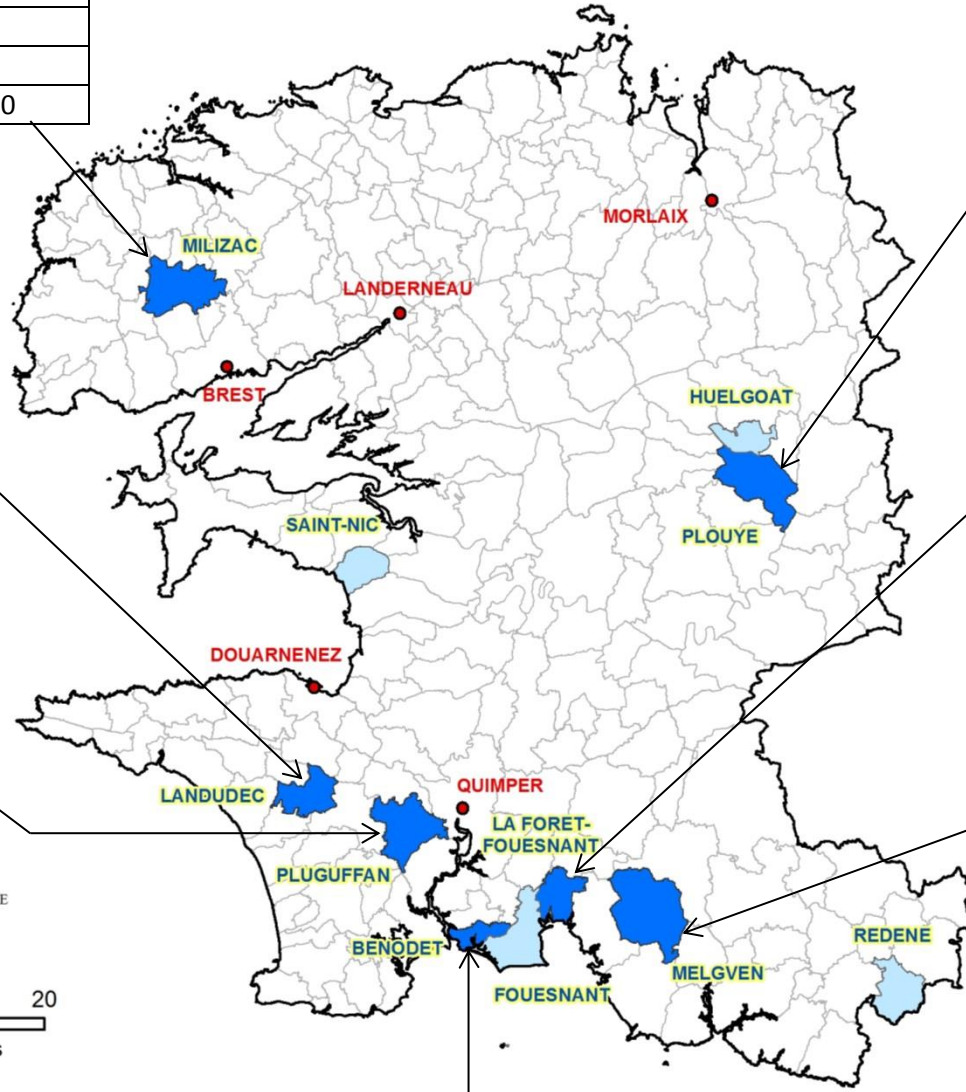 0
MORLAIX
MILIZAC
LANDERNEAU
BREST
HUELGOAT
SAINT-NIC
PLOUYE
DOUARNENEZ
QUIMPER
LANDUDEC
LA FORET-
FOUESNANT
PLUGUFFAN
E
BENODET
REDENE
MELGVEN
FOUESNANT
20
s